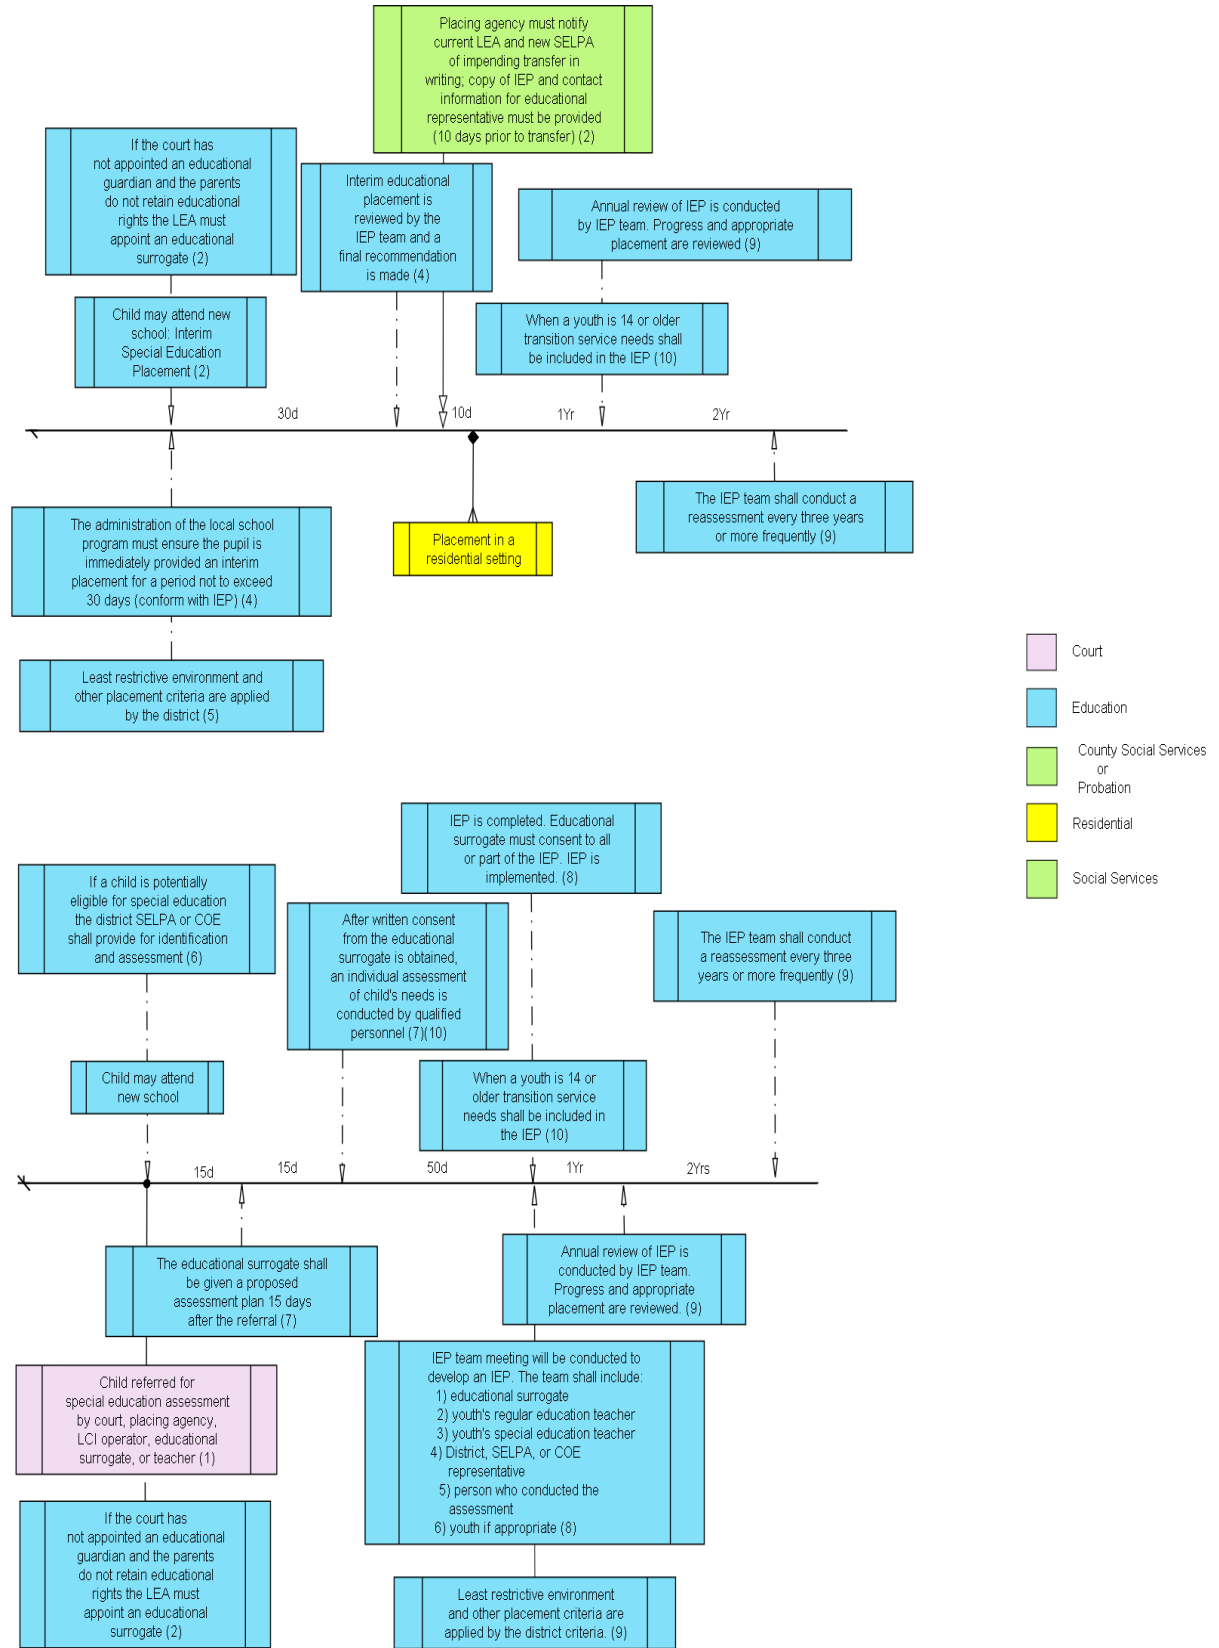 Placing agency must notify
current LEA and new SELPA
of impending transfer in
writing; copy of IEP and contact
information for educational
representative must be provided
(10 days prior to transfer) (2)
If the court has
not appointed an educational
guardian and the parents
do not retain educational
rights the LEA must
appoint an educational
surrogate (2)
Interim educational
placement is
reviewed by the
IEP team and a
final recommendation
is made (4)
Annual review of IEP is conducted
by IEP team. Progress and appropriate
placement are reviewed (9)
Child may attend new
school: Interim
Special Education
Placement (2)
When a youth is 14 or older
transition service needs shall
be included in the IEP (10)
30d
10d
1Yr
2Yr
The administration of the local school
program must ensure the pupil is
immediately provided an interim
placement for a period not to exceed
30 days (conform with IEP) (4)
Placement in a
residential setting
The IEP team shall conduct a
reassessment every three years
or more frequently (9)
Least restrictive environment and
other placement criteria are applied
by the district (5)
Court
Education
County Social Services
or
Probation
Residential
Social Services
If a child is potentially
eligible for special education
the district SELPA or COE
shall provide for identification
and assessment (6)
After written consent
from the educational
surrogate is obtained,
an individual assessment
of child's needs is
conducted by qualified
personnel (7)(10)
IEP is completed. Educational
surrogate must consent to all
or part of the IEP. IEP is
implemented. (8)
The IEP team shall conduct
a reassessment every three
years or more frequently (9)
Child may attend
new school
When a youth is 14 or
older transition service
needs shall be included in
the IEP (10)
15d
15d
50d
1Yr
2Yrs
The educational surrogate shall
be given a proposed
assessment plan 15 days
after the referral (7)
Annual review of IEP is
conducted by IEP team.
Progress and appropriate
placement are reviewed. (9)
Child referred for
special education assessment
by court, placing agency,
LCI operator, educational
surrogate, or teacher (1)
IEP team meeting will be conducted to
develop an IEP. The team shall include:
1) educational surrogate
2) youth's regular education teacher
3) youth's special education teacher
4) District, SELPA, or COE
representative
5) person who conducted the
assessment
6) youth if appropriate (8)
If the court has
not appointed an educational
guardian and the parents
do not retain educational
rights the LEA must
appoint an educational
surrogate (2)
Least restrictive environment
and other placement criteria are
applied by the district criteria. (9)